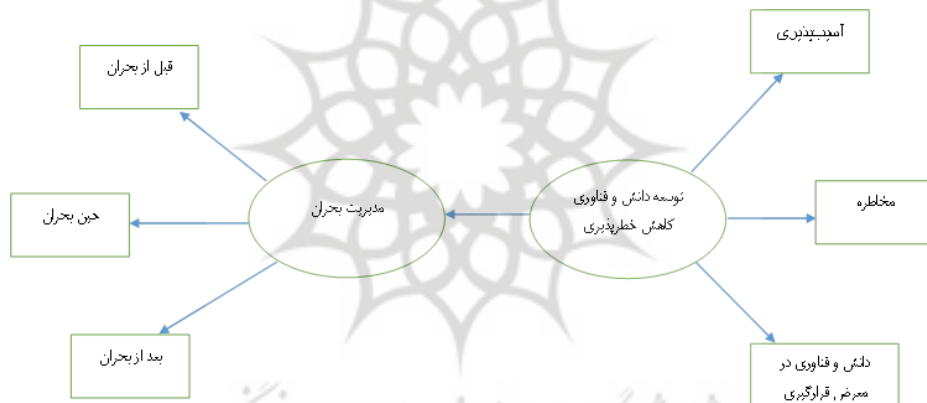 آسیب‌پذیری
قبل از بحران
توسعه دانش و فناوری
کاهش خطرپذیری
مدیریت بحران
مخاطره
حین بحران
بعد از بحران
دانش و فناوری در
معرض قرارگیری